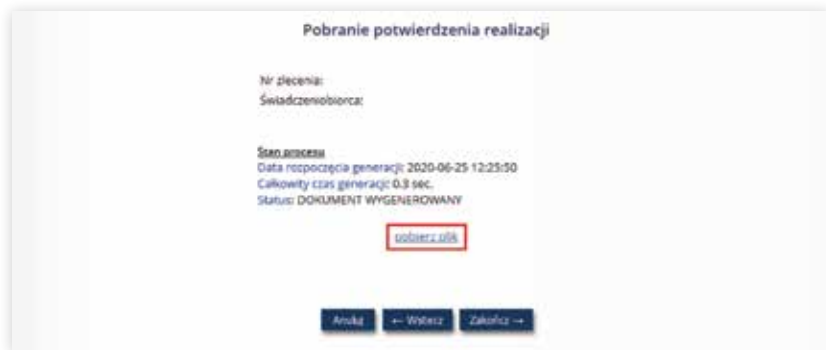 Pobranie potwierdzenia realizacji
Nr zlecenia:
Świadczeniobiorca:
Stan procesu
Data rozpoczęcia generacji: 2020-06-25 12:25:50
Całkowity czas generacji: 0.3 sec.
Status: DOKUMENT WYGENEROWANY
pobierz plik
Anuluj ← Wstecz Zakończ →